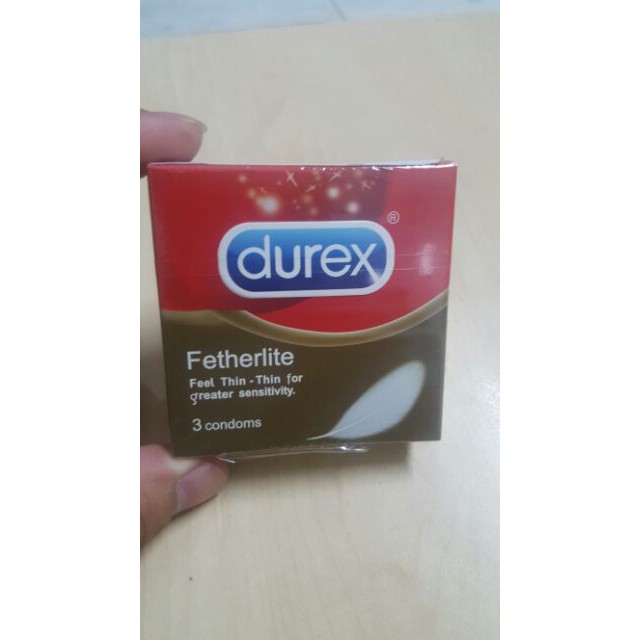 durex®
Fetherlite
Feel Thin - Thin for
greater sensitivity.
3 condoms